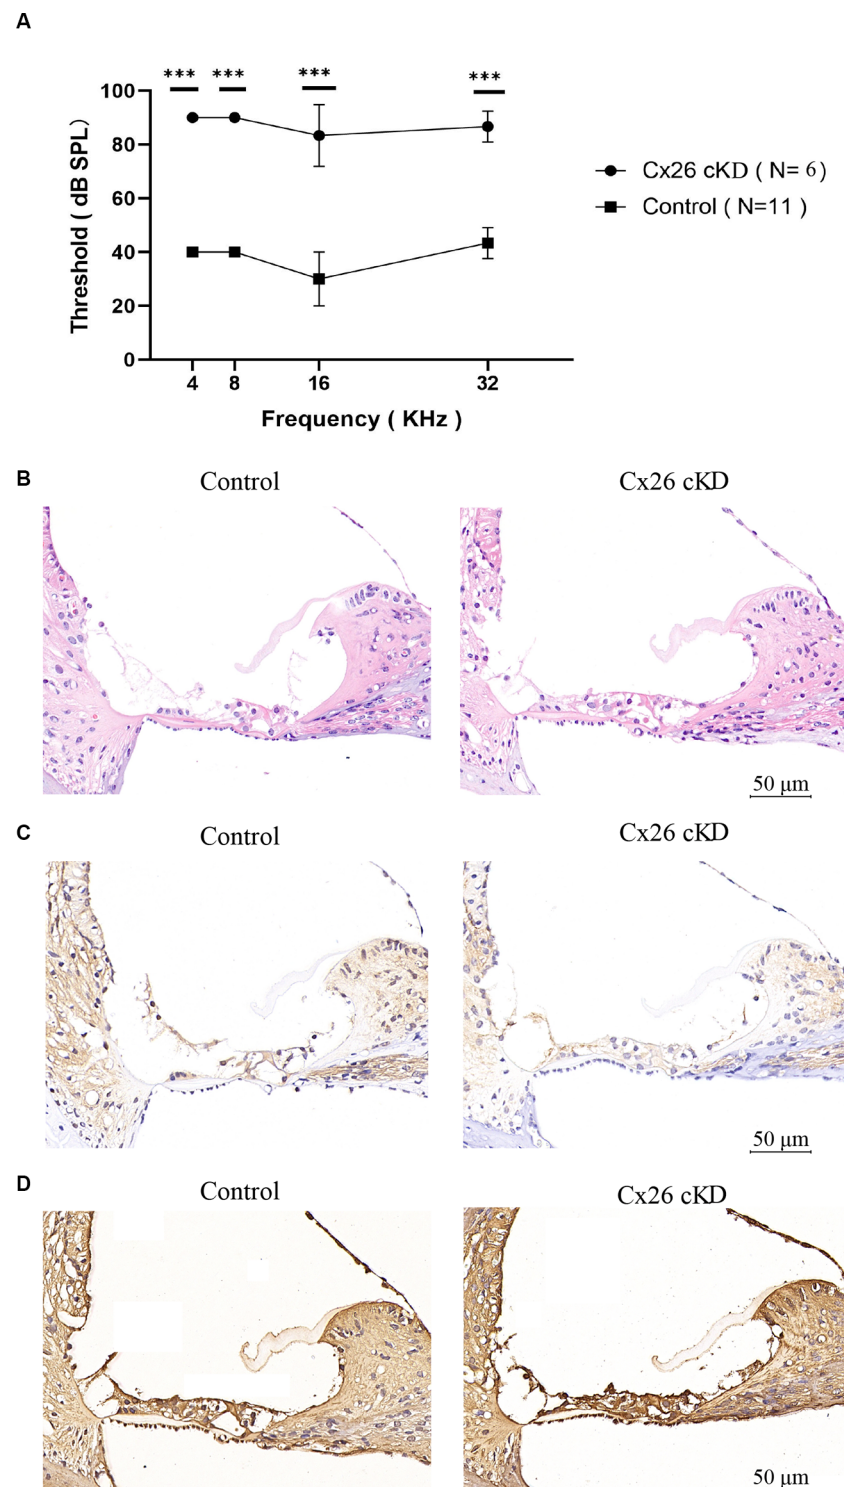 A
*** *** *** ***
100
80
60
40
20
0
Threshold ( dB SPL)
4 8 16 32
Frequency ( KHz )
Cx26 cKD ( N= 6 )
Control ( N=11 )
B
Control Cx26 cKD
50 μm
C
Control Cx26 cKD
50 μm
D
Control Cx26 cKD
50 μm